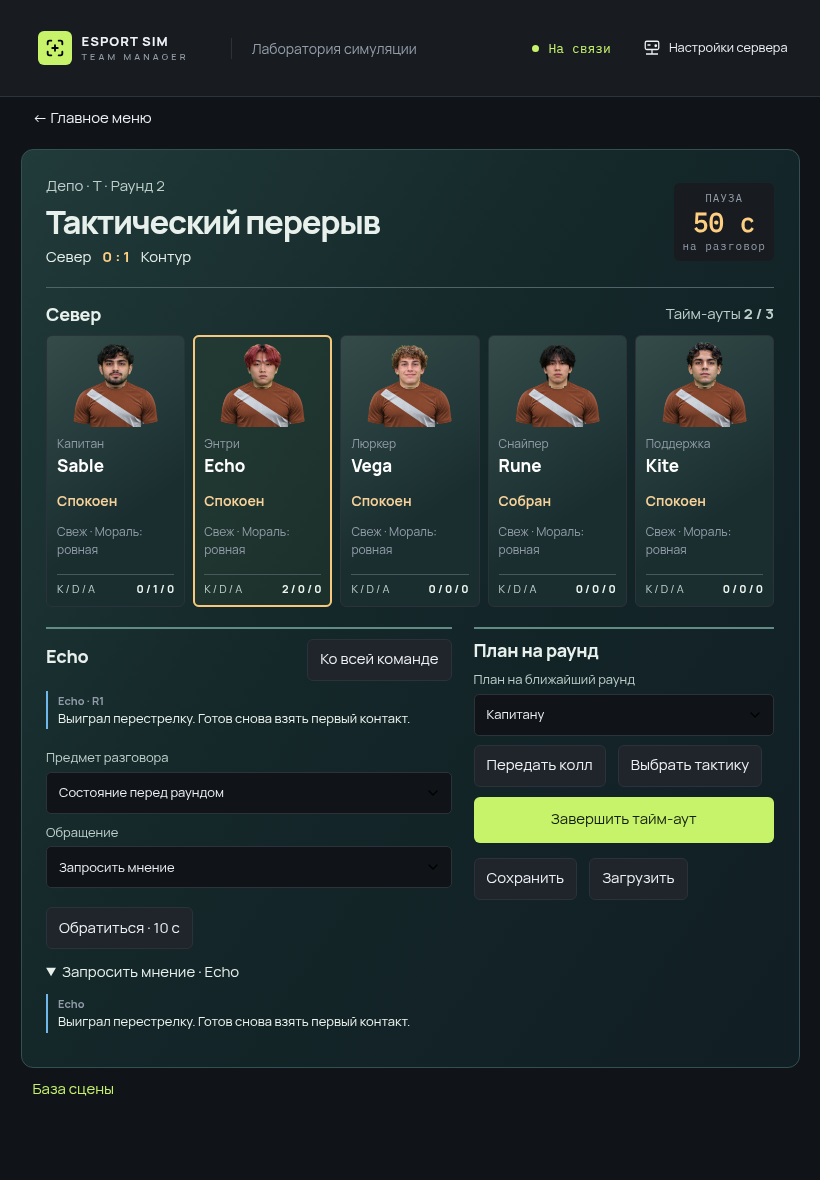 ESPORT SIM
TEAM MANAGER
Лаборатория симуляции
На связи
Настройки сервера
← Главное меню
Депо · T · Раунд 2
Тактический перерыв
Север 0 : 1 Контур
ПАУЗА
50 с
на разговор
Север
Тайм-ауты 2 / 3
Капитан
Sable
Спокоен
Свеж · Мораль:
ровная
K/D/A 0/1/0
Энтри
Echo
Спокоен
Свеж · Мораль:
ровная
K/D/A 2/0/0
Люркер
Vega
Спокоен
Свеж · Мораль:
ровная
K/D/A 0/0/0
Снайпер
Rune
Собран
Свеж · Мораль:
ровная
K/D/A 0/0/0
Поддержка
Kite
Спокоен
Свеж · Мораль:
ровная
K/D/A 0/0/0
Echo
Ко всей команде
Echo · R1
Выиграл перестрелку. Готов снова взять первый контакт.
Предмет разговора
Состояние перед раундом
Обращение
Запросить мнение
Обратиться · 10 с
▼ Запросить мнение · Echo
Echo
Выиграл перестрелку. Готов снова взять первый контакт.
План на раунд
План на ближайший раунд
Капитану
Передать колл
Выбрать тактику
Завершить тайм-аут
Сохранить
Загрузить
База сцены